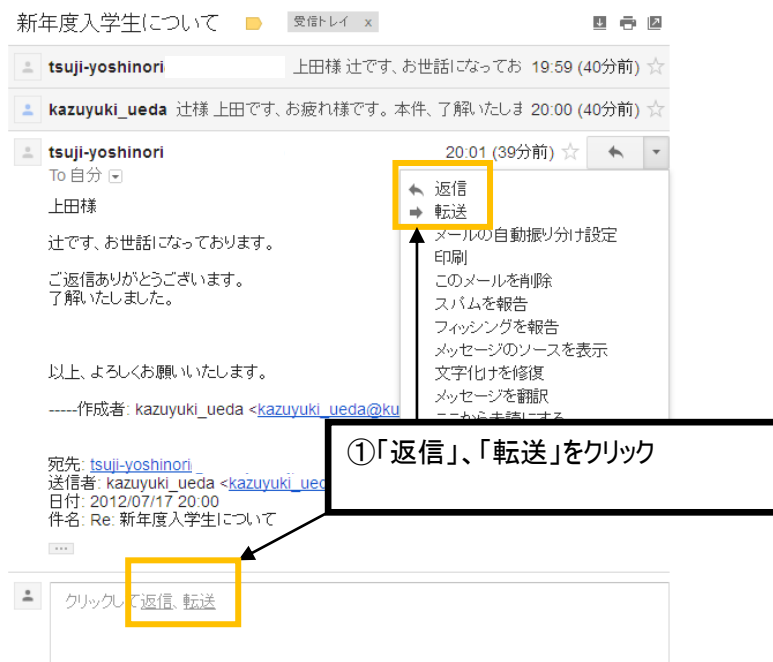 新年度入学生について 受信トレイ x
tsuji-yoshinori 上田様 辻です、お世話になってお 19:59 (40分前)
kazuyuki_ueda 辻様 上田です、お疲れ様です。本件、了解いたしま 20:00 (40分前)
tsuji-yoshinori 20:01 (39分前)
To 自分
上田様
辻です、お世話になっております。
ご返信ありがとうございます。
了解いたしました。
以上、よろしくお願いいたします。
-----作成者: kazuyuki_ueda <kazuyuki_ueda@ku
宛先: tsuji-yoshinori
送信者: kazuyuki_ueda <kazuyuki_ued
日付: 2012/07/17 20:00
件名: Re: 新年度入学生について
返信
転送
メールの自動振り分け設定
印刷
このメールを削除
スパムを報告
フィッシングを報告
メッセージのソースを表示
文字化けを修復
メッセージを翻訳
ここから未読にする
①「返信」、「転送」をクリック
クリックして返信、転送